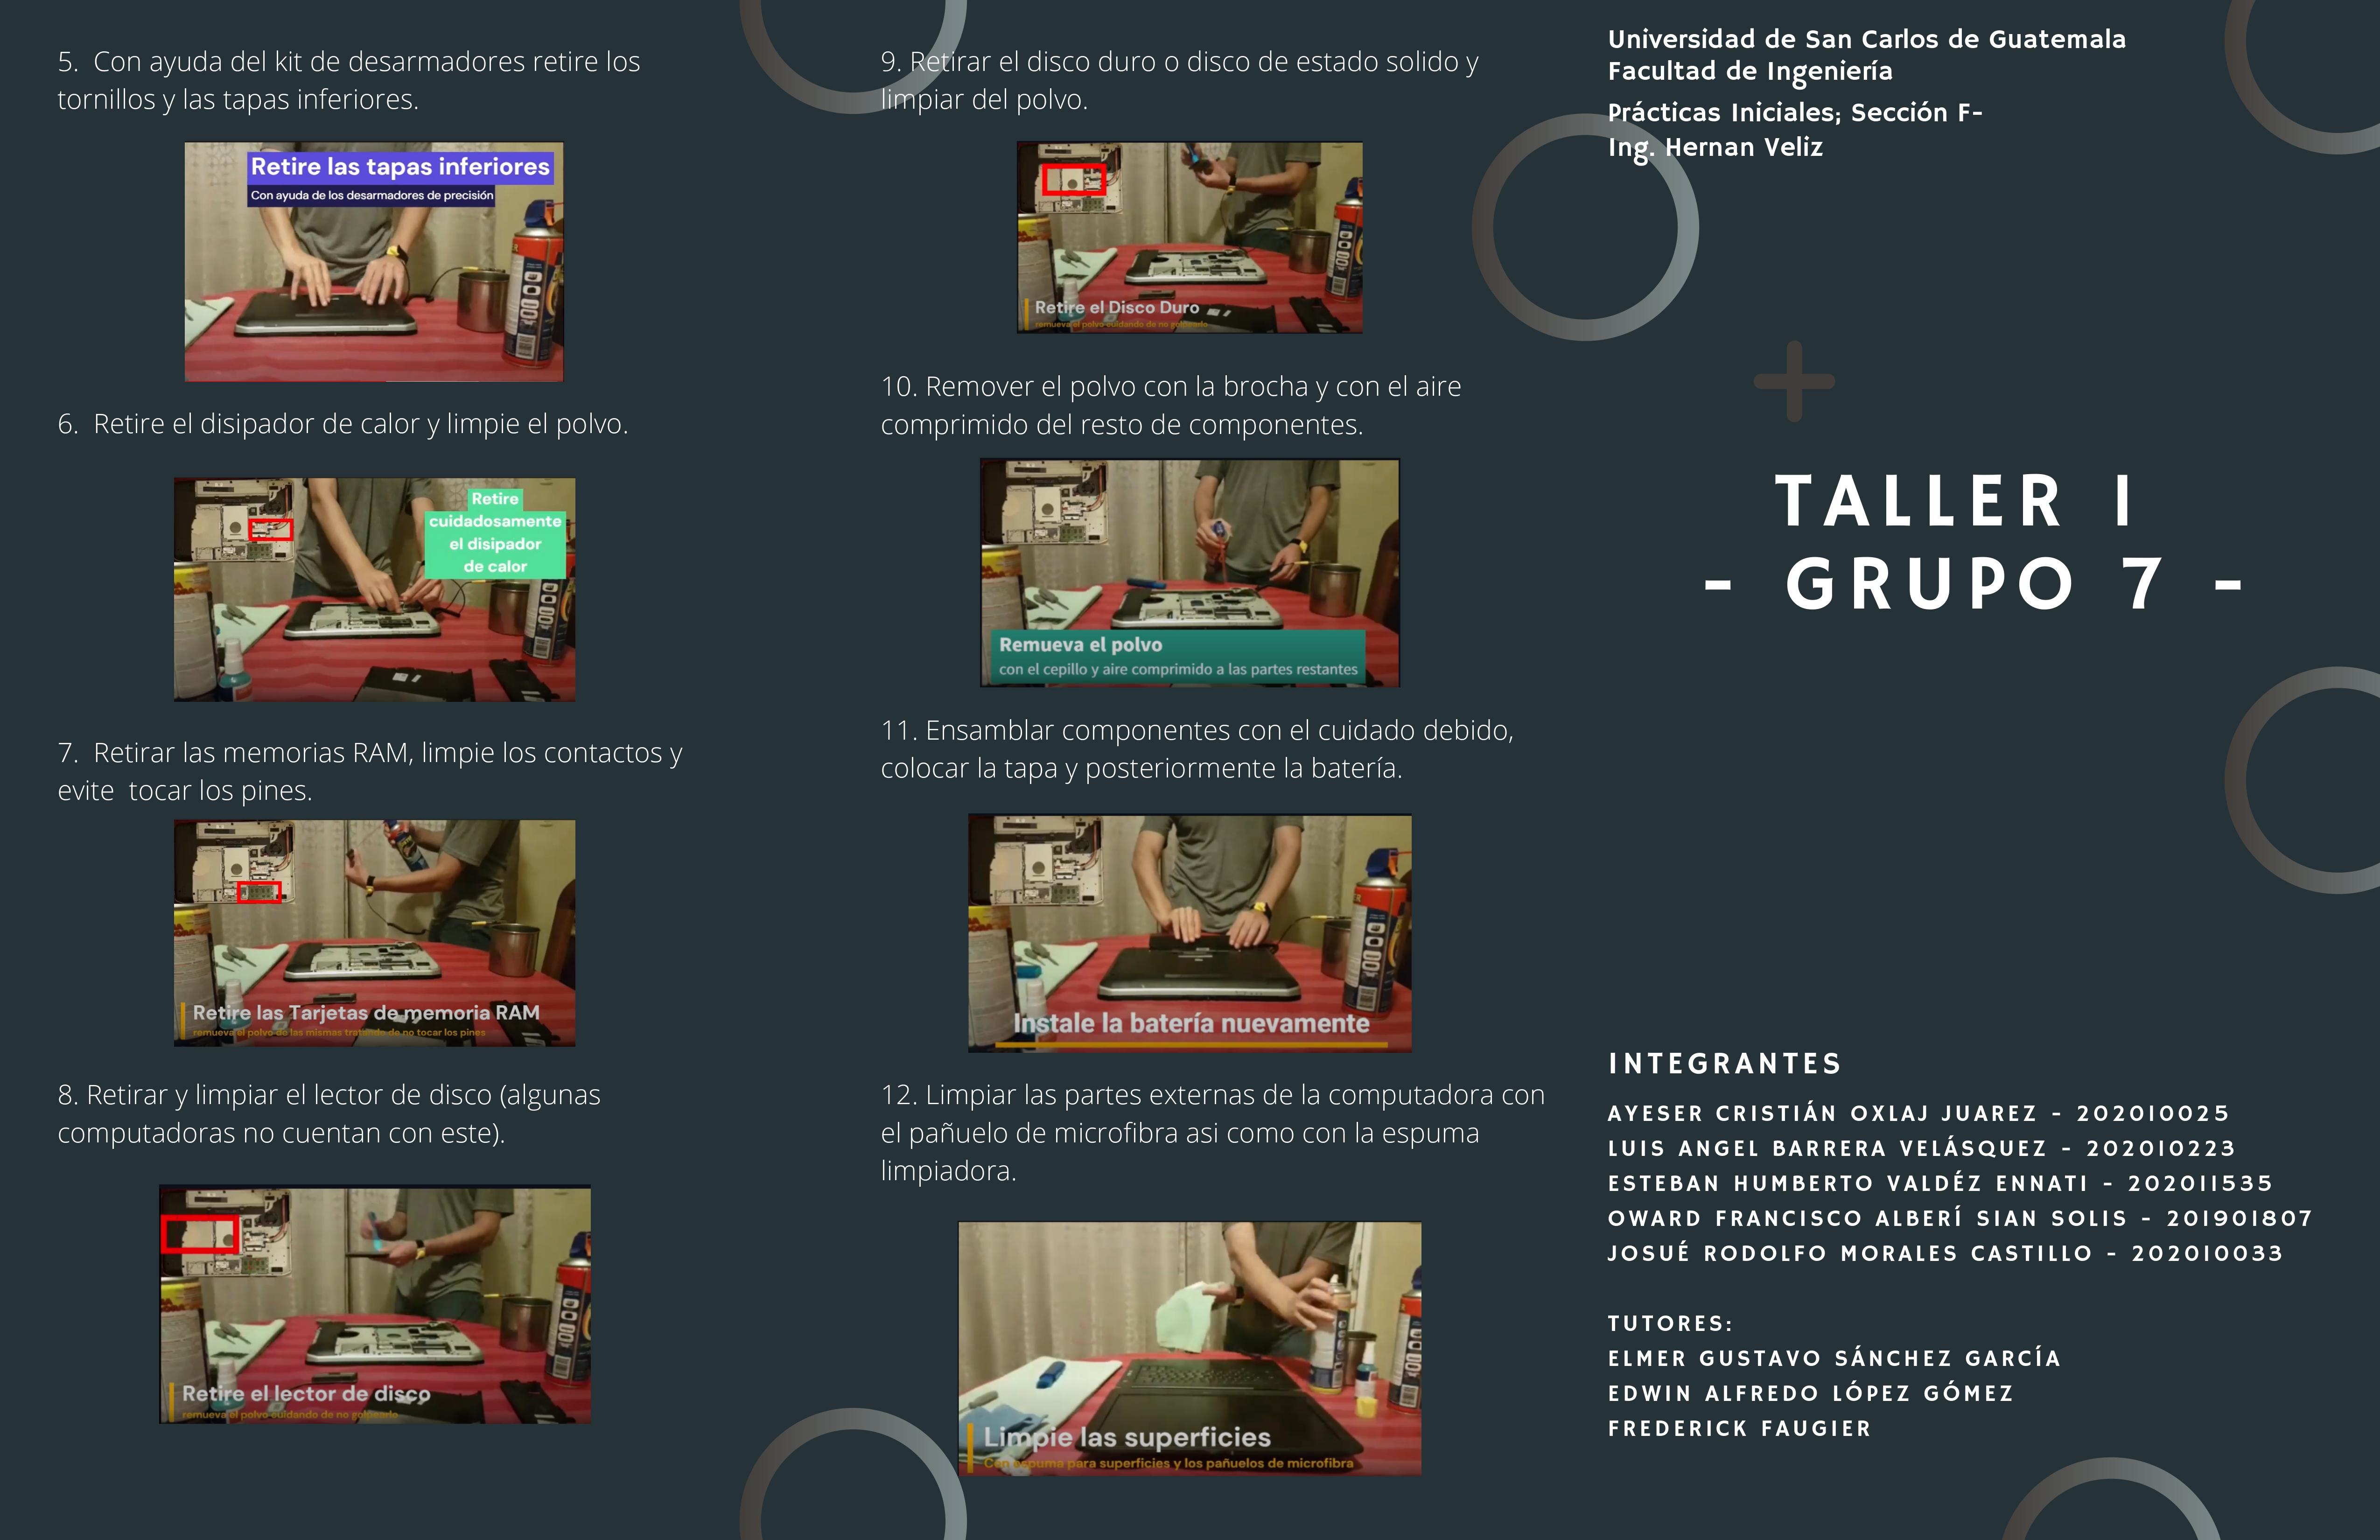 5.  Con ayuda del kit de desarmadores retire los
tornillos y las tapas inferiores.
Retire las tapas inferiores
Con ayuda de los desarmadores de precisión
6.  Retire el disipador de calor y limpie el polvo.
Retire
cuidadosamente
el disipador
de calor
7.  Retirar las memorias RAM, limpie los contactos y
evite  tocar los pines.
Retire las Tarjetas de memoria RAM
remueva el polvo de las mismas tratando de no tocar los pines
8. Retirar y limpiar el lector de disco (algunas
computadoras no cuentan con este).
Retire el lector de disco
remueva el polvo cuidando de no golpearlo
9. Retirar el disco duro o disco de estado solido y
limpiar del polvo.
Retire el Disco Duro
remueva el polvo cuidando de no golpearlo
10. Remover el polvo con la brocha y con el aire
comprimido del resto de componentes.
Remueva el polvo
con el cepillo y aire comprimido a las partes restantes
11. Ensamblar componentes con el cuidado debido,
colocar la tapa y posteriormente la batería.
Instale la batería nuevamente
12. Limpiar las partes externas de la computadora con
el pañuelo de microfibra asi como con la espuma
limpiadora.
Limpie las superficies
Con espuma para superficies y los pañuelos de microfibra
Universidad de San Carlos de Guatemala
Facultad de Ingeniería
Prácticas Iniciales; Sección F-
Ing. Hernan Veliz
TALLER 1
- GRUPO 7 -
INTEGRANTES
AYESER CRISTIÁN OXLAJ JUAREZ - 202010025
LUIS ANGEL BARRERA VELÁSQUEZ - 202010223
ESTEBAN HUMBERTO VALDÉZ ENNATI - 202011535
OWARD FRANCISCO ALBERÍ SIAN SOLIS - 201901807
JOSUÉ RODOLFO MORALES CASTILLO - 202010033
TUTORES:
ELMER GUSTAVO SÁNCHEZ GARCÍA
EDWIN ALFREDO LÓPEZ GÓMEZ
FREDERICK FAUGIER